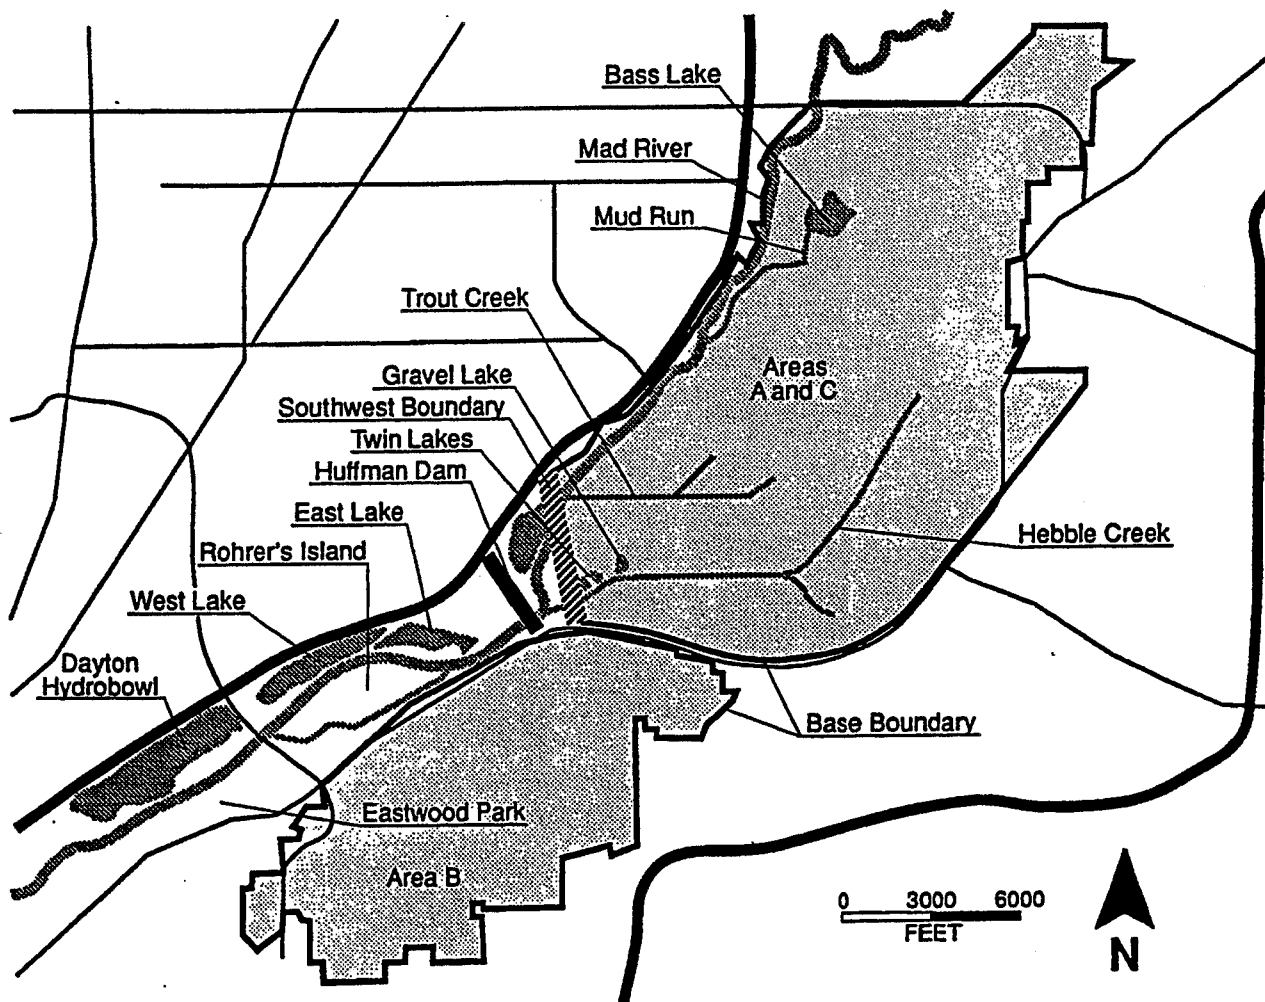 Bass Lake
Mad River
Mud Run
Trout Creek
Gravel Lake
Southwest Boundary
Twin Lakes
Huffman Dam
East Lake
Rohrer's Island
West Lake
Dayton
Hydrobowl
Areas
A and C
Hebble Creek
Base Boundary
Eastwood Park
Area B
0 3000 6000
FEET
N